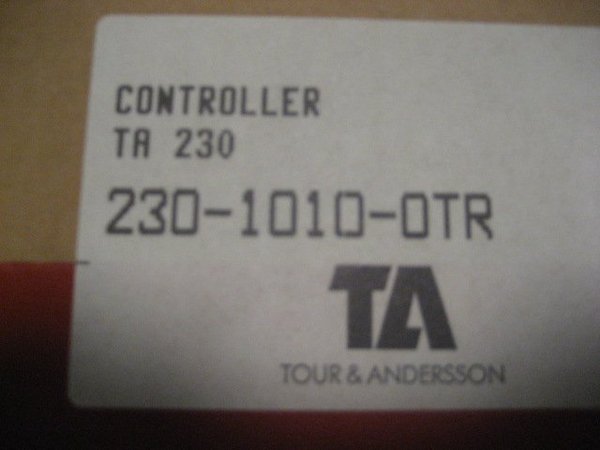 CONTROLLER
TA 230
230-1010-0TR
TA
TOUR & ANDERSSON